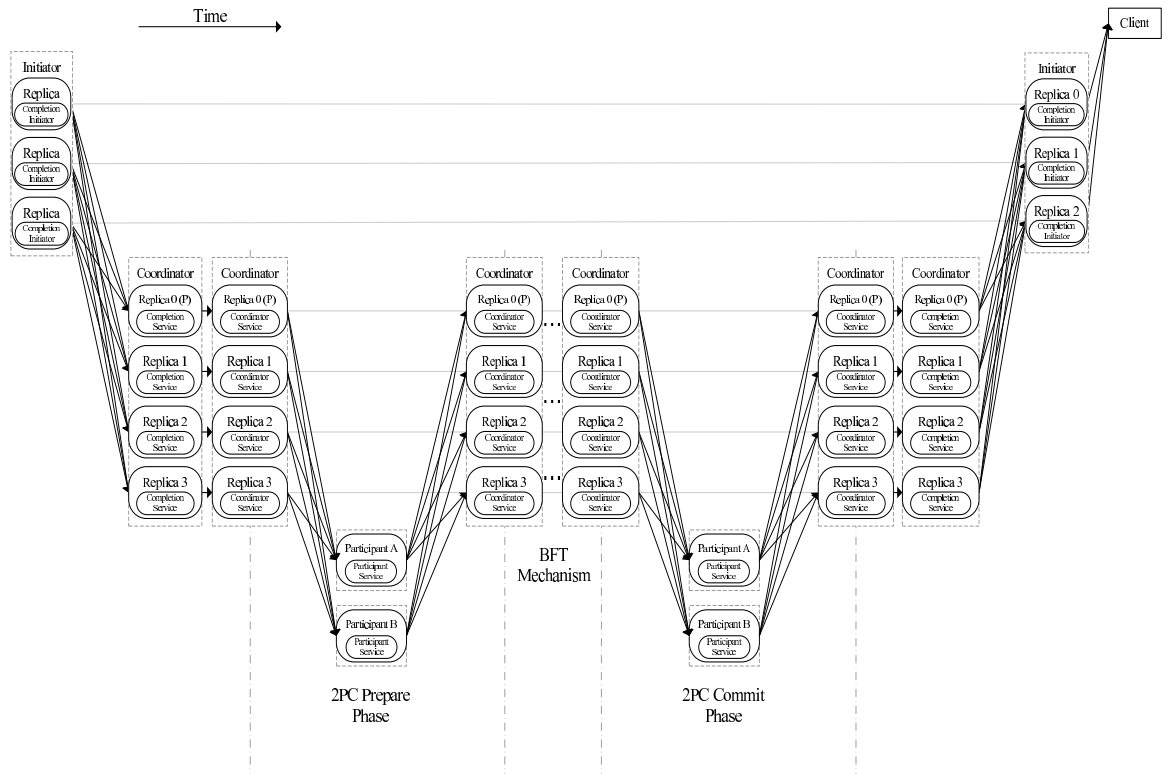 Time
Client
Initiator
Replica
Completion
Initiator
Replica
Completion
Initiator
Replica
Completion
Initiator
Initiator
Replica 0
Completion
Initiator
Replica 1
Completion
Initiator
Replica 2
Completion
Initiator
Coordinator
Replica 0 (P)
Completion
Service
Replica 1
Completion
Service
Replica 2
Completion
Service
Replica 3
Completion
Service
Coordinator
Replica 0 (P)
Coordinator
Service
Replica 1
Coordinator
Service
Replica 2
Coordinator
Service
Replica 3
Coordinator
Service
Participant A
Participant
Service
Participant B
Participant
Service
2PC Prepare
Phase
Coordinator
Replica 0 (P)
Coordinator
Service
Replica 1
Coordinator
Service
Replica 2
Coordinator
Service
Replica 3
Coordinator
Service
...
...
...
BFT
Mechanism
Coordinator
Replica 0 (P)
Coordinator
Service
Replica 1
Coordinator
Service
Replica 2
Coordinator
Service
Replica 3
Coordinator
Service
Participant A
Participant
Service
Participant B
Participant
Service
2PC Commit
Phase
Coordinator
Replica 0 (P)
Coordinator
Service
Replica 1
Coordinator
Service
Replica 2
Coordinator
Service
Replica 3
Coordinator
Service
Coordinator
Replica 0 (P)
Completion
Service
Replica 1
Completion
Service
Replica 2
Completion
Service
Replica 3
Completion
Service